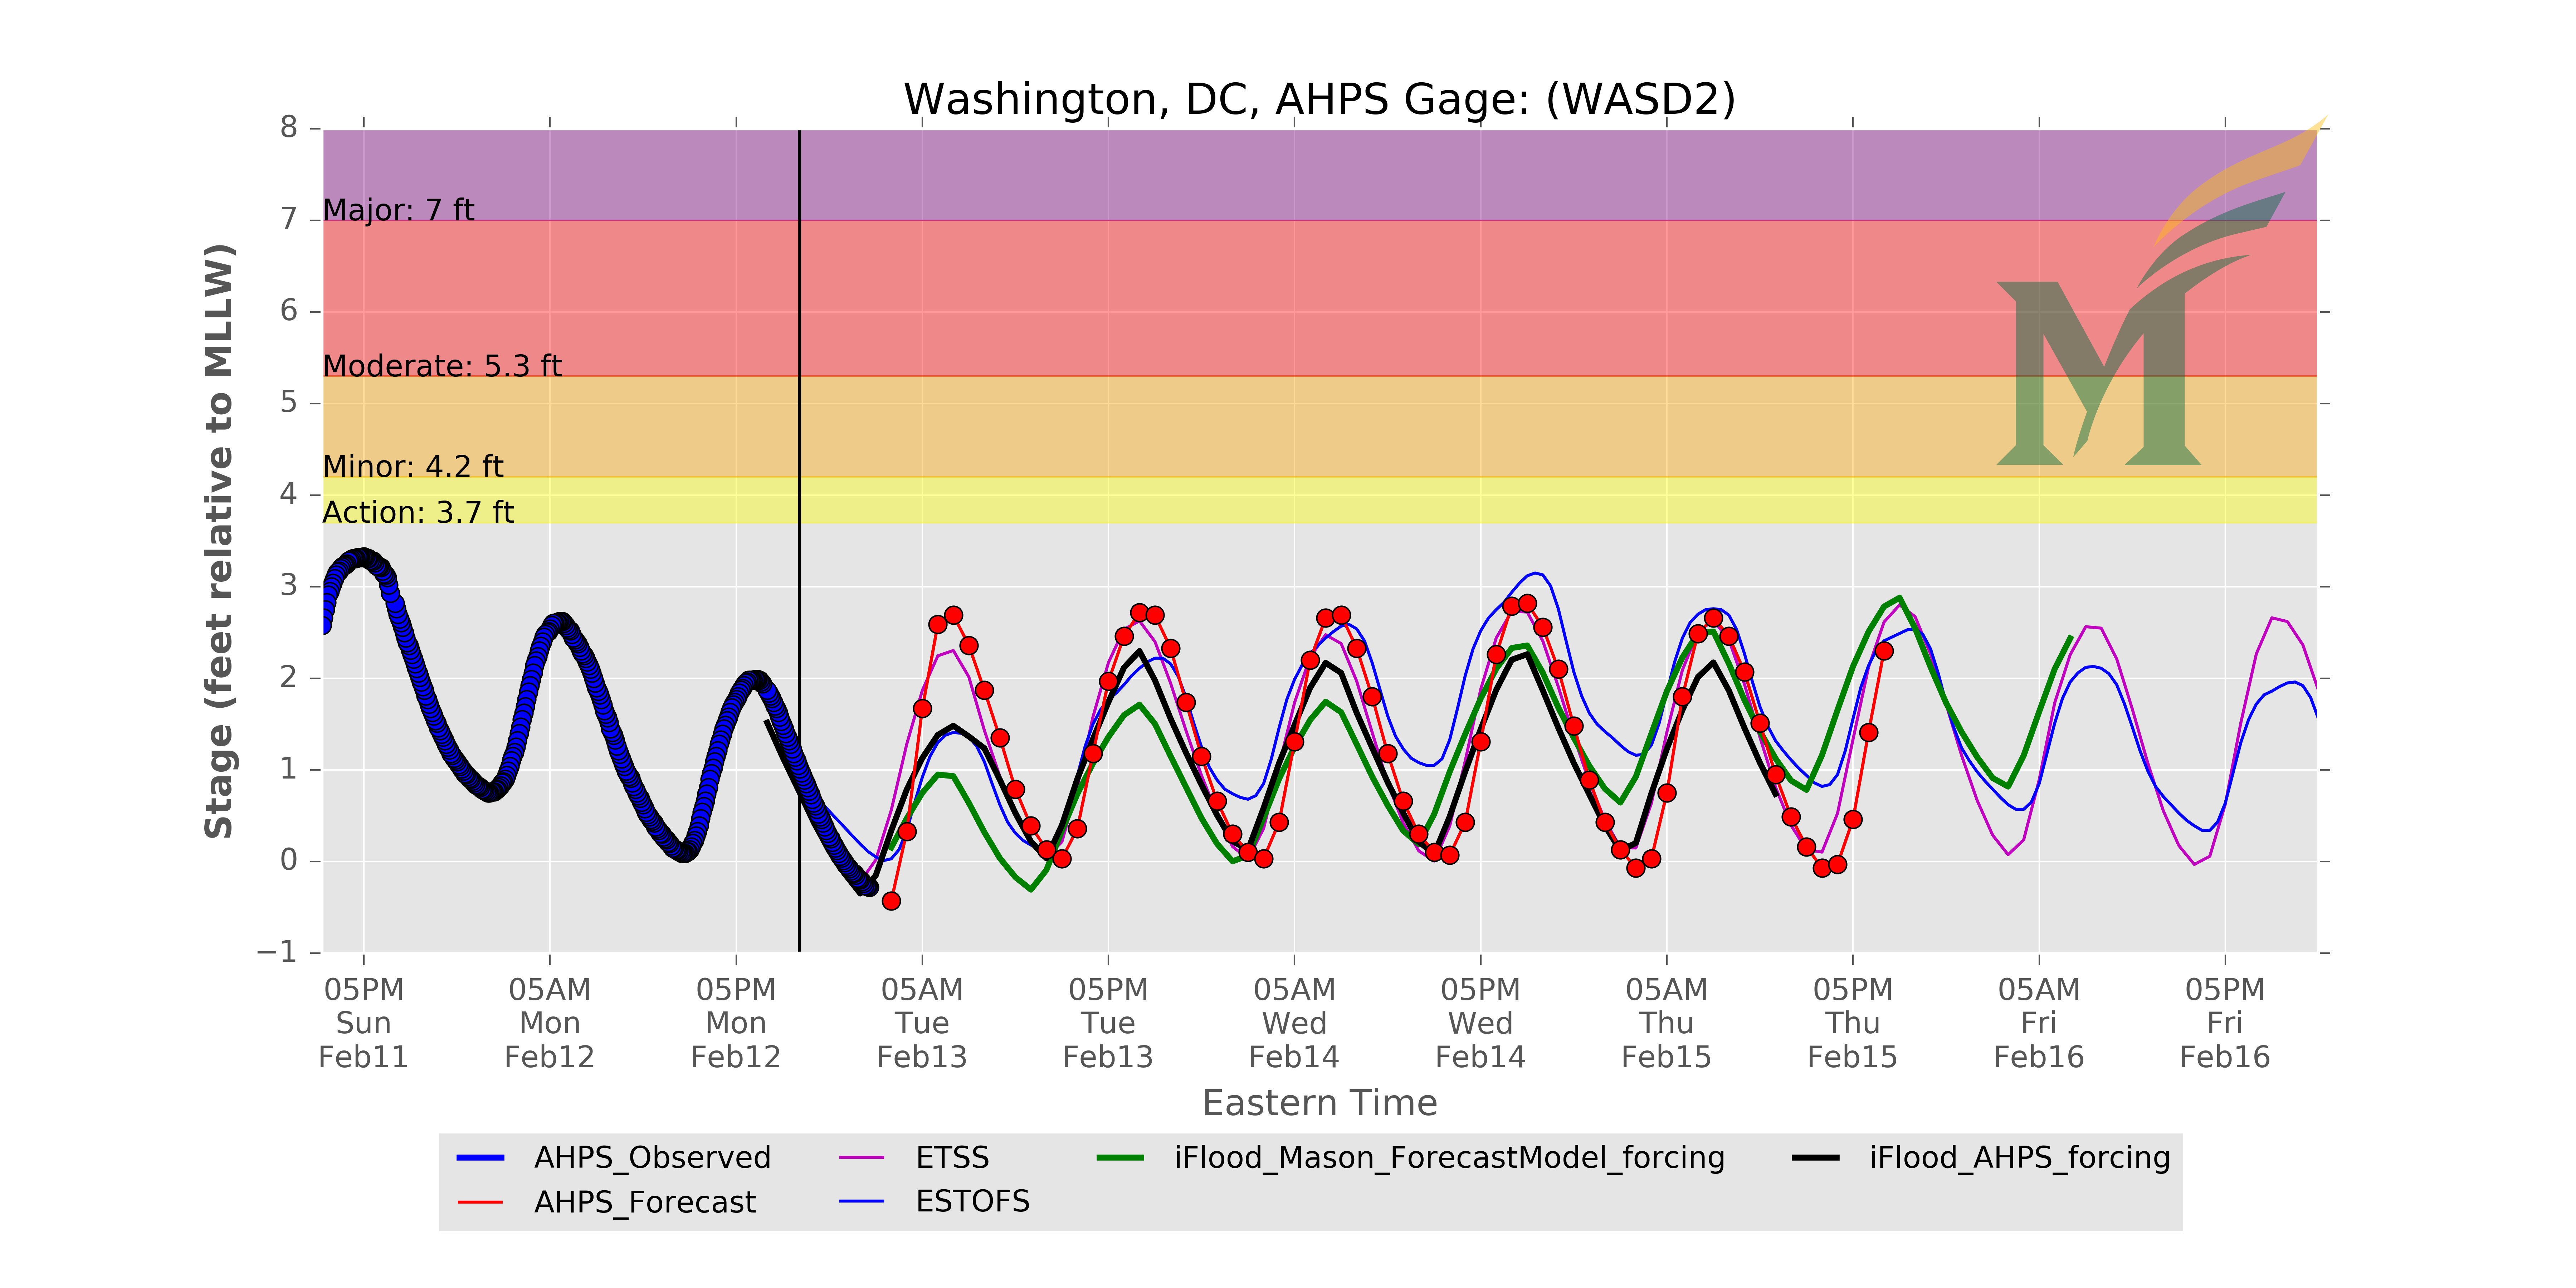 Washington, DC, AHPS Gage: (WASD2)
8
7
6
5
4
3
2
1
0
−1
Stage (feet relative to MLLW)
Major: 7 ft
Moderate: 5.3 ft
Minor: 4.2 ft
Action: 3.7 ft
05PM 05AM 05PM 05AM 05PM 05AM 05PM 05AM 05PM 05AM 05PM
Sun Mon Mon Tue Tue Wed Wed Thu Thu Fri Fri
Feb11 Feb12 Feb12 Feb13 Feb13 Feb14 Feb14 Feb15 Feb15 Feb16 Feb16
Eastern Time
AHPS_Observed ETSS iFlood_Mason_ForecastModel_forcing iFlood_AHPS_forcing
AHPS_Forecast ESTOFS
M